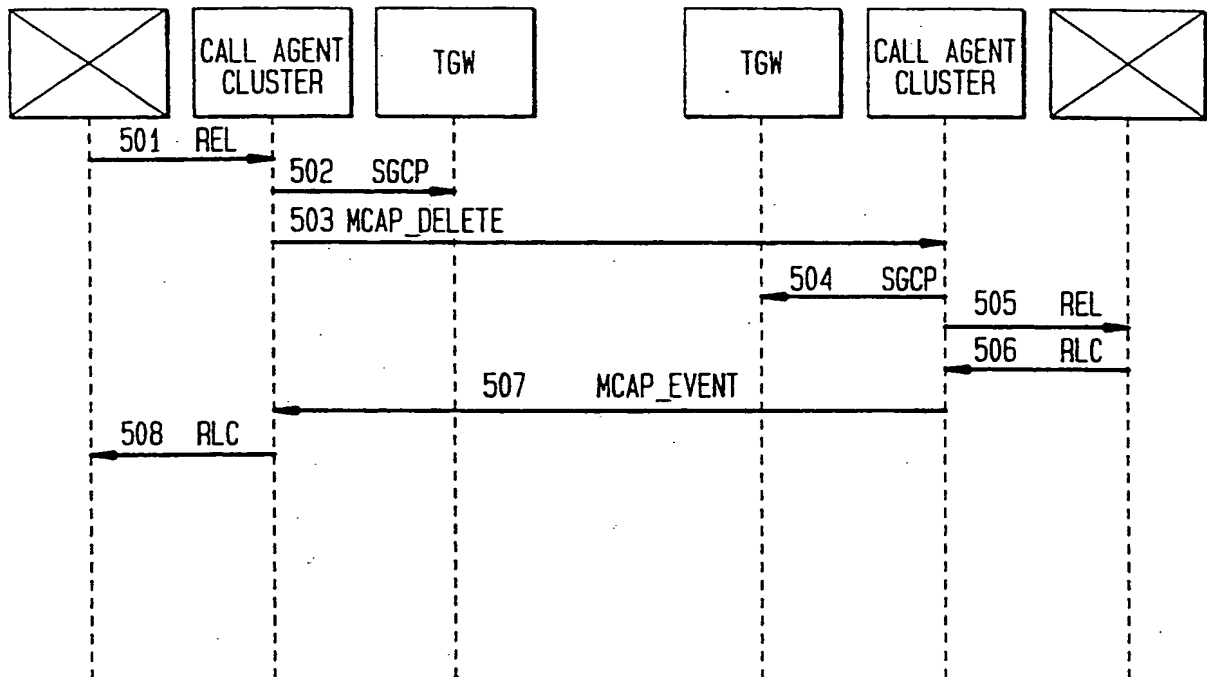 CALL AGENT
CLUSTER
TGW
TGW
CALL AGENT
CLUSTER
501 REL
502 SGCP
503 MCAP_DELETE
504 SGCP
505 REL
506 RLC
507 MCAP_EVENT
508 RLC